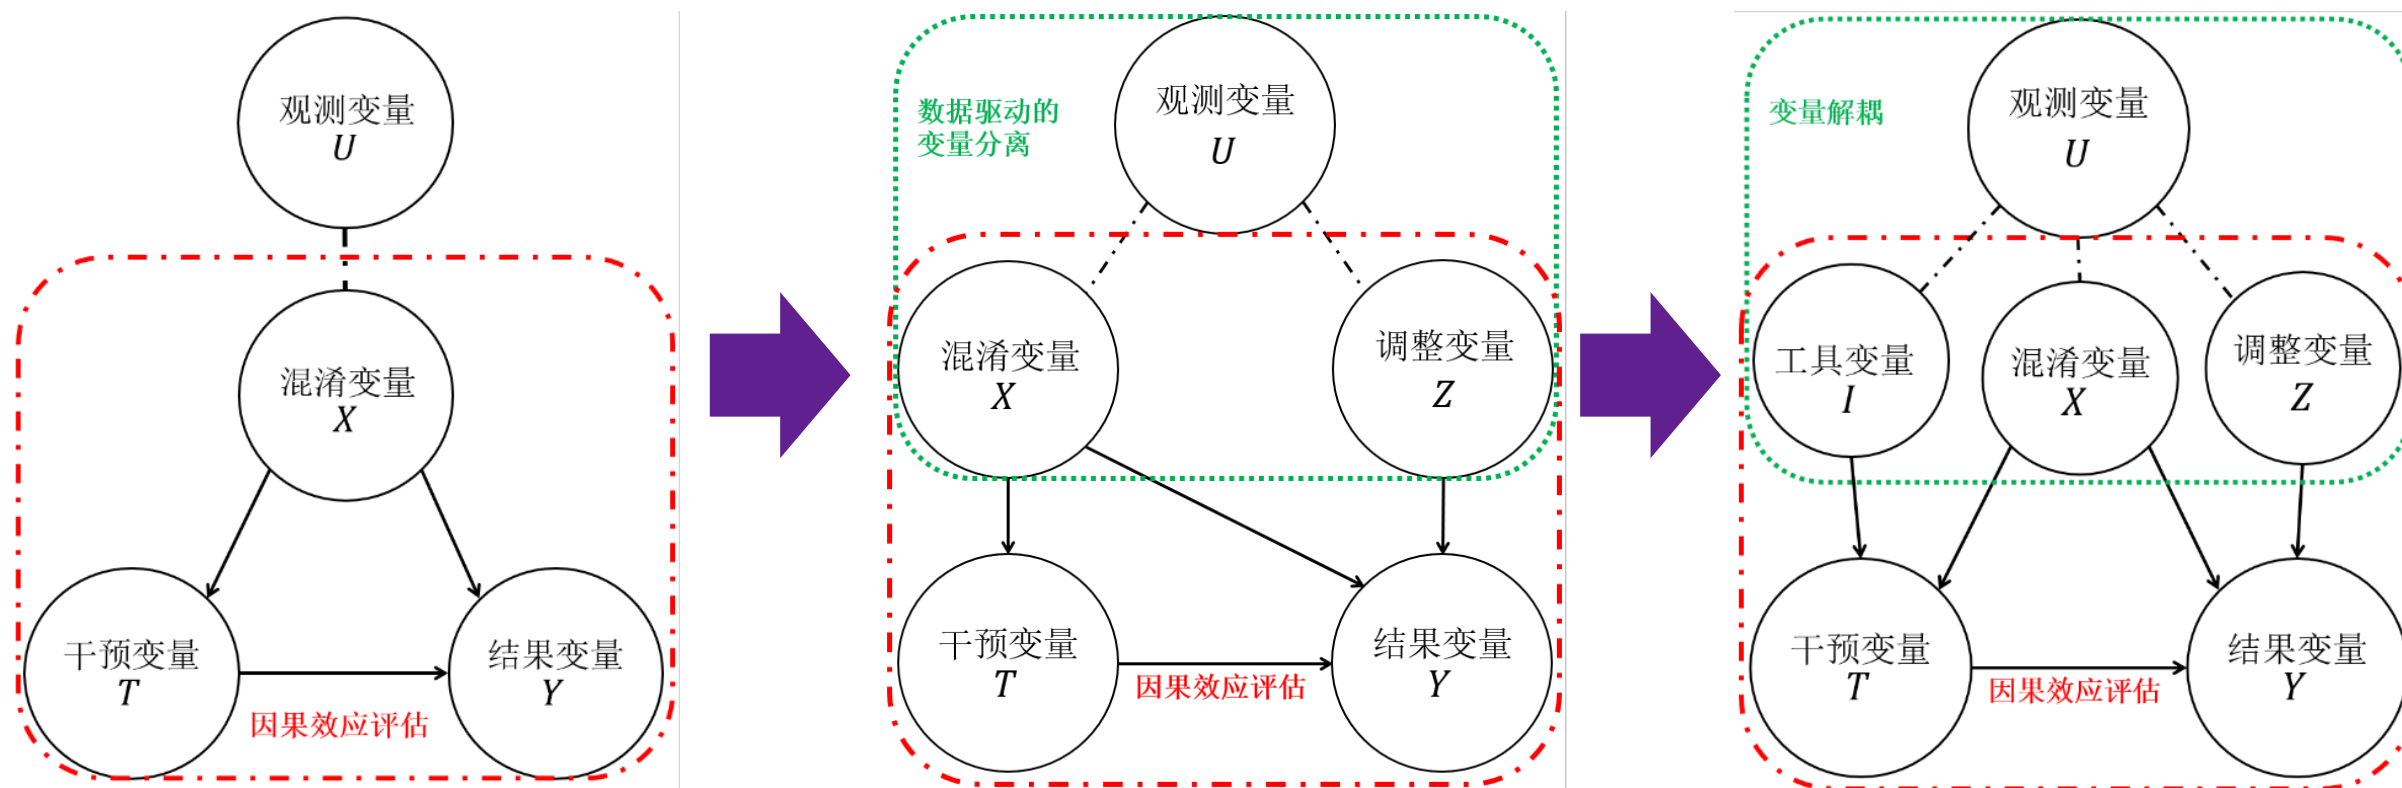 观测变量
U
混淆变量
X
干预变量
T
结果变量
Y
因果效应评估
数据驱动的
变量分离
观测变量
U
混淆变量
X
调整变量
Z
干预变量
T
结果变量
Y
因果效应评估
变量解耦
观测变量
U
工具变量
I
混淆变量
X
调整变量
Z
干预变量
T
结果变量
Y
因果效应评估